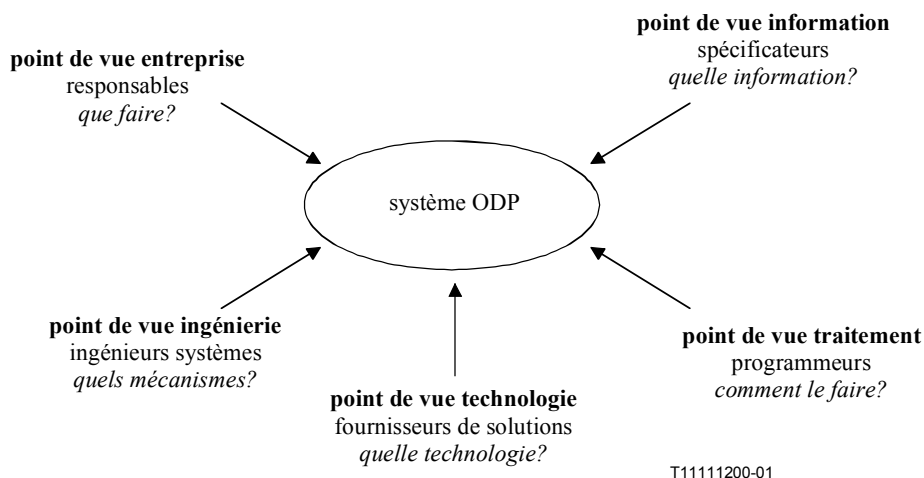 point de vue entreprise
responsables
que faire?
point de vue information
spécificateurs
quelle information?
système ODP
point de vue ingénierie
ingénieurs systèmes
quels mécanismes?
point de vue technologie
fournisseurs de solutions
quelle technologie?
point de vue traitement
programmeurs
comment le faire?
T11111200-01